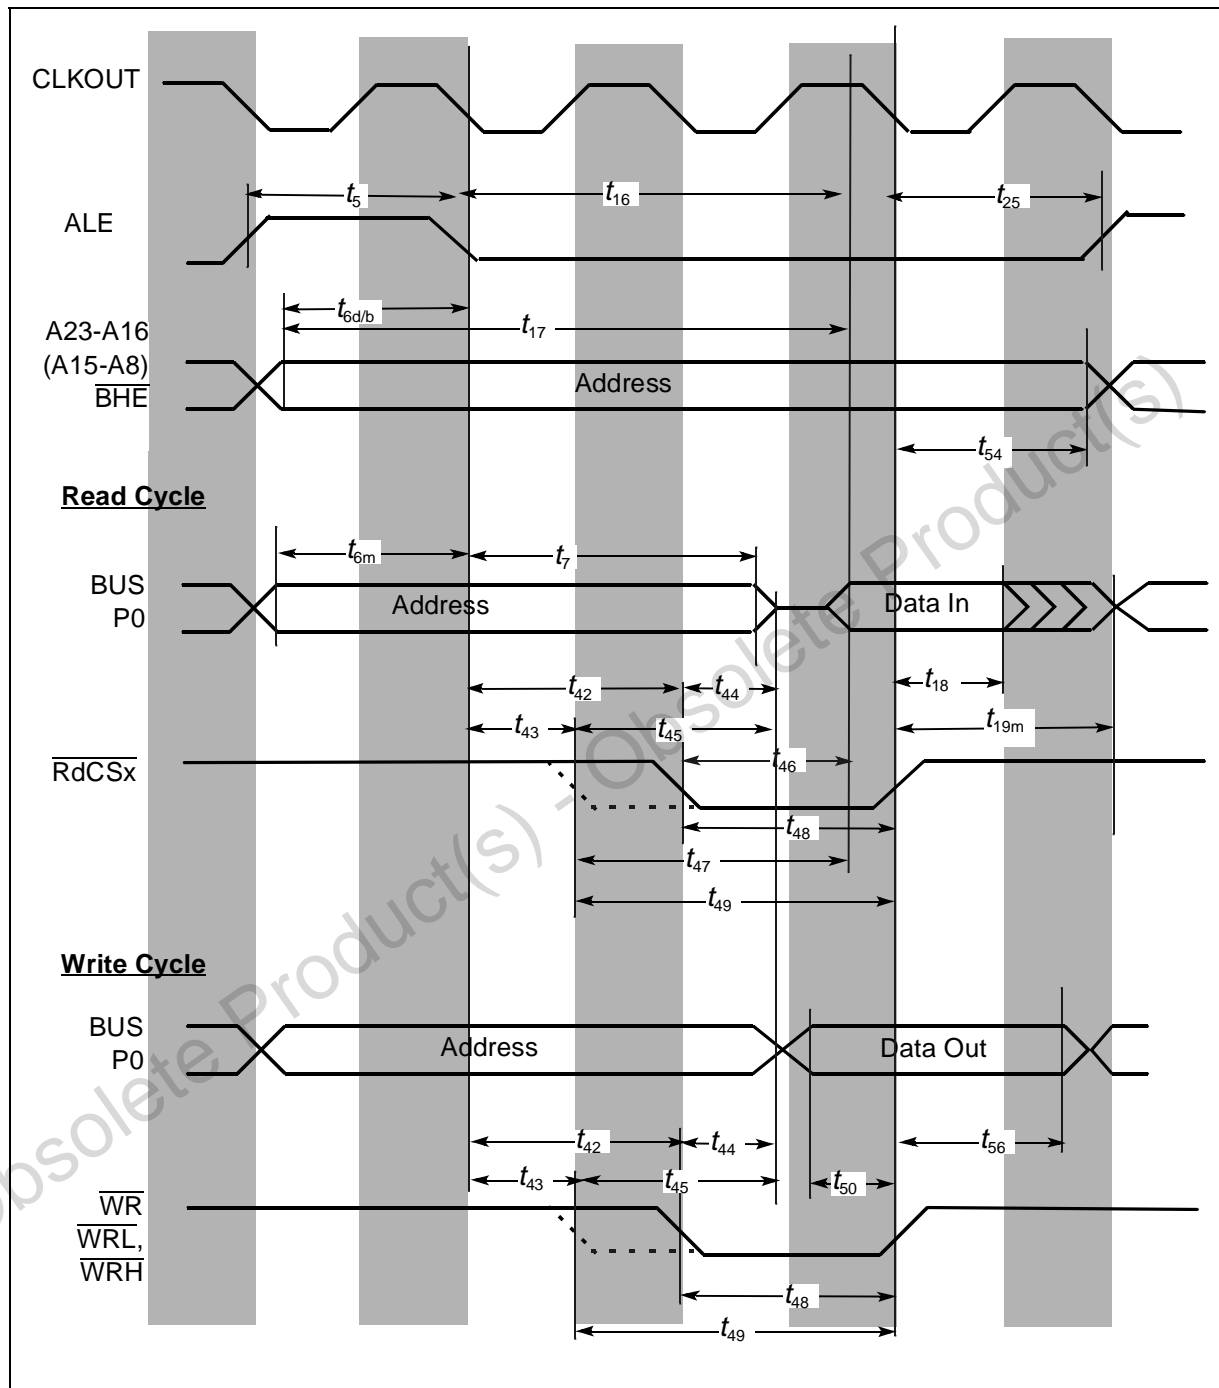 CLKOUT
t5
t16
t25
ALE
t6d/b
t17
A23-A16
(A15-A8)
BHE
Address
t54
Read Cycle
t6m
t7
BUS
P0
Address
Data In
t42
t44
t18
t43
t45
t19m
RdCSx
t46
t48
t47
t49
Write Cycle
BUS
P0
Address
Data Out
t42
t44
t56
t43
t45
t50
WR
WRL,
WRH
t48
t49
Obsolete Product(s) - Obsolete Product(s)